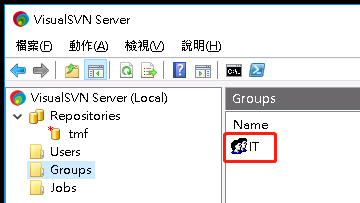 VisualSVN Server
檔案(F) 動作(A) 檢視(V) 說明(H)
VisualSVN Server (Local)
Repositories
tmf
Users
Groups
Jobs
Groups
Name
IT